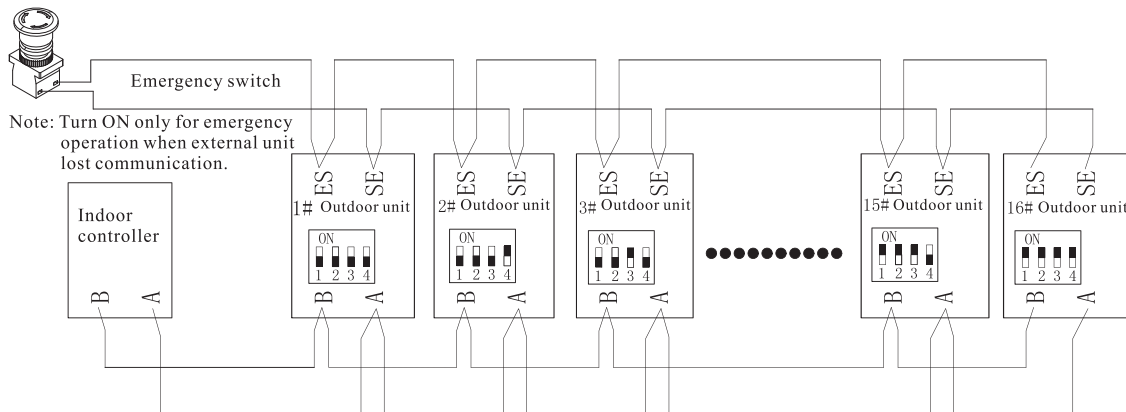 Emergency switch
Note: Turn ON only for emergency
operation when external unit
lost communication.
Indoor
controller
B A
ES SE
1# Outdoor unit
ON
1 2 3 4
B A
ES SE
2# Outdoor unit
ON
1 2 3 4
B A
ES SE
3# Outdoor unit
ON
1 2 3 4
B A
ES SE
15# Outdoor unit
ON
1 2 3 4
B A
ES SE
16# Outdoor unit
ON
1 2 3 4
B A